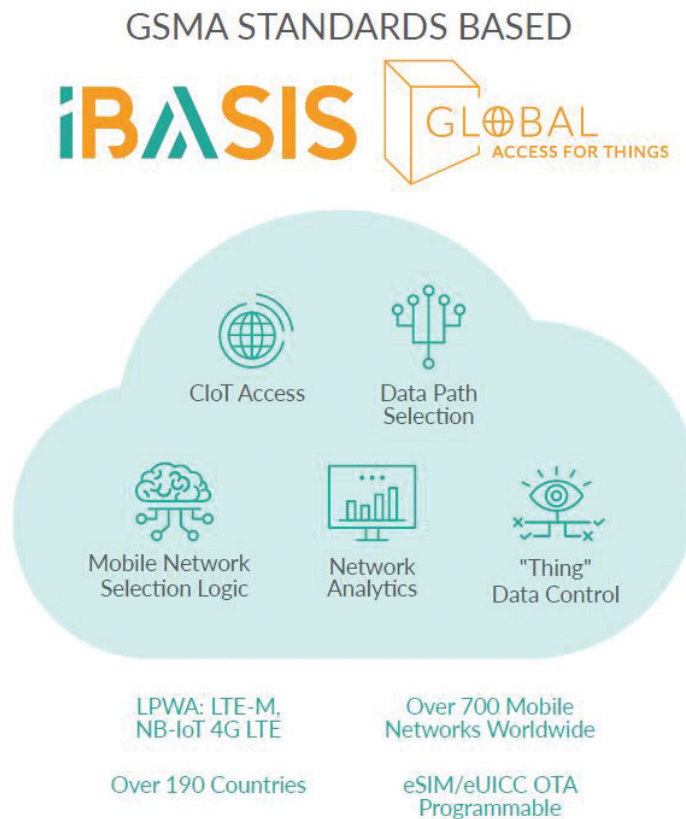 GSMA STANDARDS BASED
iBASIS
GLOBAL
ACCESS FOR THINGS
CIoT Access
Data Path
Selection
Mobile Network
Selection Logic
Network
Analytics
"Thing"
Data Control
LPWA: LTE-M,
NB-IoT 4G LTE
Over 700 Mobile
Networks Worldwide
Over 190 Countries
eSIM/eUICC OTA
Programmable